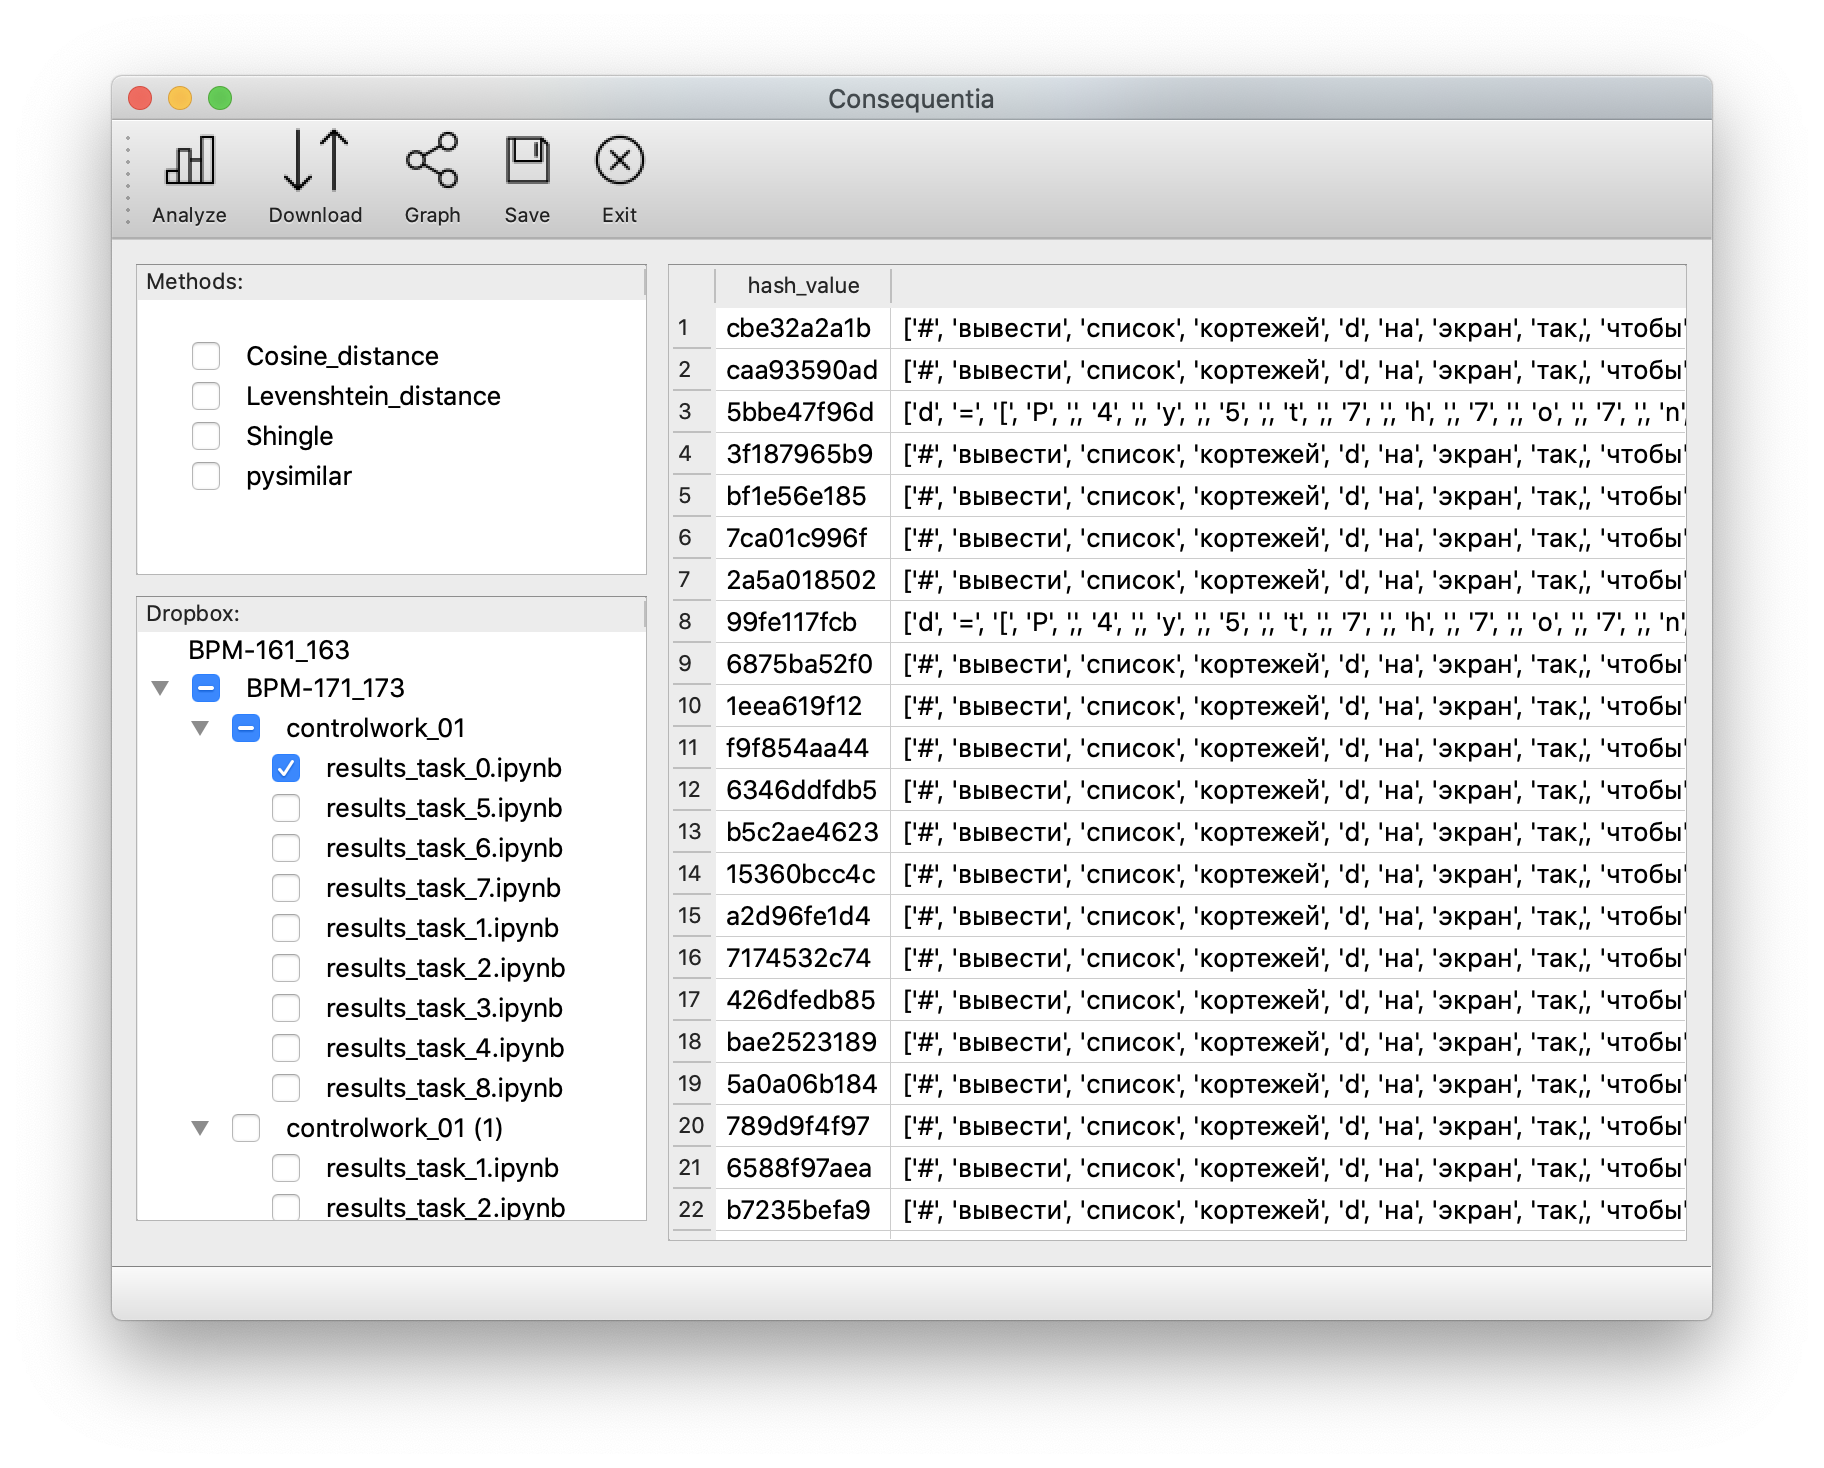 Consequentia
Analyze Download Graph Save Exit
Methods:
Cosine_distance
Levenshtein_distance
Shingle
pysimilar
Dropbox:
BPM-161_163
BPM-171_173
controlwork_01
results_task_0.ipynb
results_task_5.ipynb
results_task_6.ipynb
results_task_7.ipynb
results_task_1.ipynb
results_task_2.ipynb
results_task_3.ipynb
results_task_4.ipynb
results_task_8.ipynb
controlwork_01 (1)
results_task_1.ipynb
results_task_2.ipynb
hash_value
1 cbe32a2a1b ['#', 'вывести', 'список', 'кортежей', 'd', 'на', 'экран', 'так,', 'чтобы'
2 caa93590ad ['#', 'вывести', 'список', 'кортежей', 'd', 'на', 'экран', 'так,', 'чтобы'
3 5bbe47f96d ['d', '=', '[', 'P', ',', '4', ',', 'y', ',', '5', ',', 't', ',', '7', ',', 'h', ',', '7', ',', 'o', ',', '7', ',', 'n',
4 3f187965b9 ['#', 'вывести', 'список', 'кортежей', 'd', 'на', 'экран', 'так,', 'чтобы'
5 bf1e56e185 ['#', 'вывести', 'список', 'кортежей', 'd', 'на', 'экран', 'так,', 'чтобы'
6 7ca01c996f ['#', 'вывести', 'список', 'кортежей', 'd', 'на', 'экран', 'так,', 'чтобы'
7 2a5a018502 ['#', 'вывести', 'список', 'кортежей', 'd', 'на', 'экран', 'так,', 'чтобы'
8 99fe117fcb ['d', '=', '[', 'P', ',', '4', ',', 'y', ',', '5', ',', 't', ',', '7', ',', 'h', ',', '7', ',', 'o', ',', '7', ',', 'n',
9 6875ba52f0 ['#', 'вывести', 'список', 'кортежей', 'd', 'на', 'экран', 'так,', 'чтобы'
10 1eea619f12 ['#', 'вывести', 'список', 'кортежей', 'd', 'на', 'экран', 'так,', 'чтобы'
11 f9f854aa44 ['#', 'вывести', 'список', 'кортежей', 'd', 'на', 'экран', 'так,', 'чтобы'
12 6346ddfdb5 ['#', 'вывести', 'список', 'кортежей', 'd', 'на', 'экран', 'так,', 'чтобы'
13 b5c2ae4623 ['#', 'вывести', 'список', 'кортежей', 'd', 'на', 'экран', 'так,', 'чтобы'
14 15360bcc4c ['#', 'вывести', 'список', 'кортежей', 'd', 'на', 'экран', 'так,', 'чтобы'
15 a2d96fe1d4 ['#', 'вывести', 'список', 'кортежей', 'd', 'на', 'экран', 'так,', 'чтобы'
16 7174532c74 ['#', 'вывести', 'список', 'кортежей', 'd', 'на', 'экран', 'так,', 'чтобы'
17 426dfedb85 ['#', 'вывести', 'список', 'кортежей', 'd', 'на', 'экран', 'так,', 'чтобы'
18 bae2523189 ['#', 'вывести', 'список', 'кортежей', 'd', 'на', 'экран', 'так,', 'чтобы'
19 5a0a06b184 ['#', 'вывести', 'список', 'кортежей', 'd', 'на', 'экран', 'так,', 'чтобы'
20 789d9f4f97 ['#', 'вывести', 'список', 'кортежей', 'd', 'на', 'экран', 'так,', 'чтобы'
21 6588f97aea ['#', 'вывести', 'список', 'кортежей', 'd', 'на', 'экран', 'так,', 'чтобы'
22 b7235befa9 ['#', 'вывести', 'список', 'кортежей', 'd', 'на', 'экран', 'так,', 'чтобы'